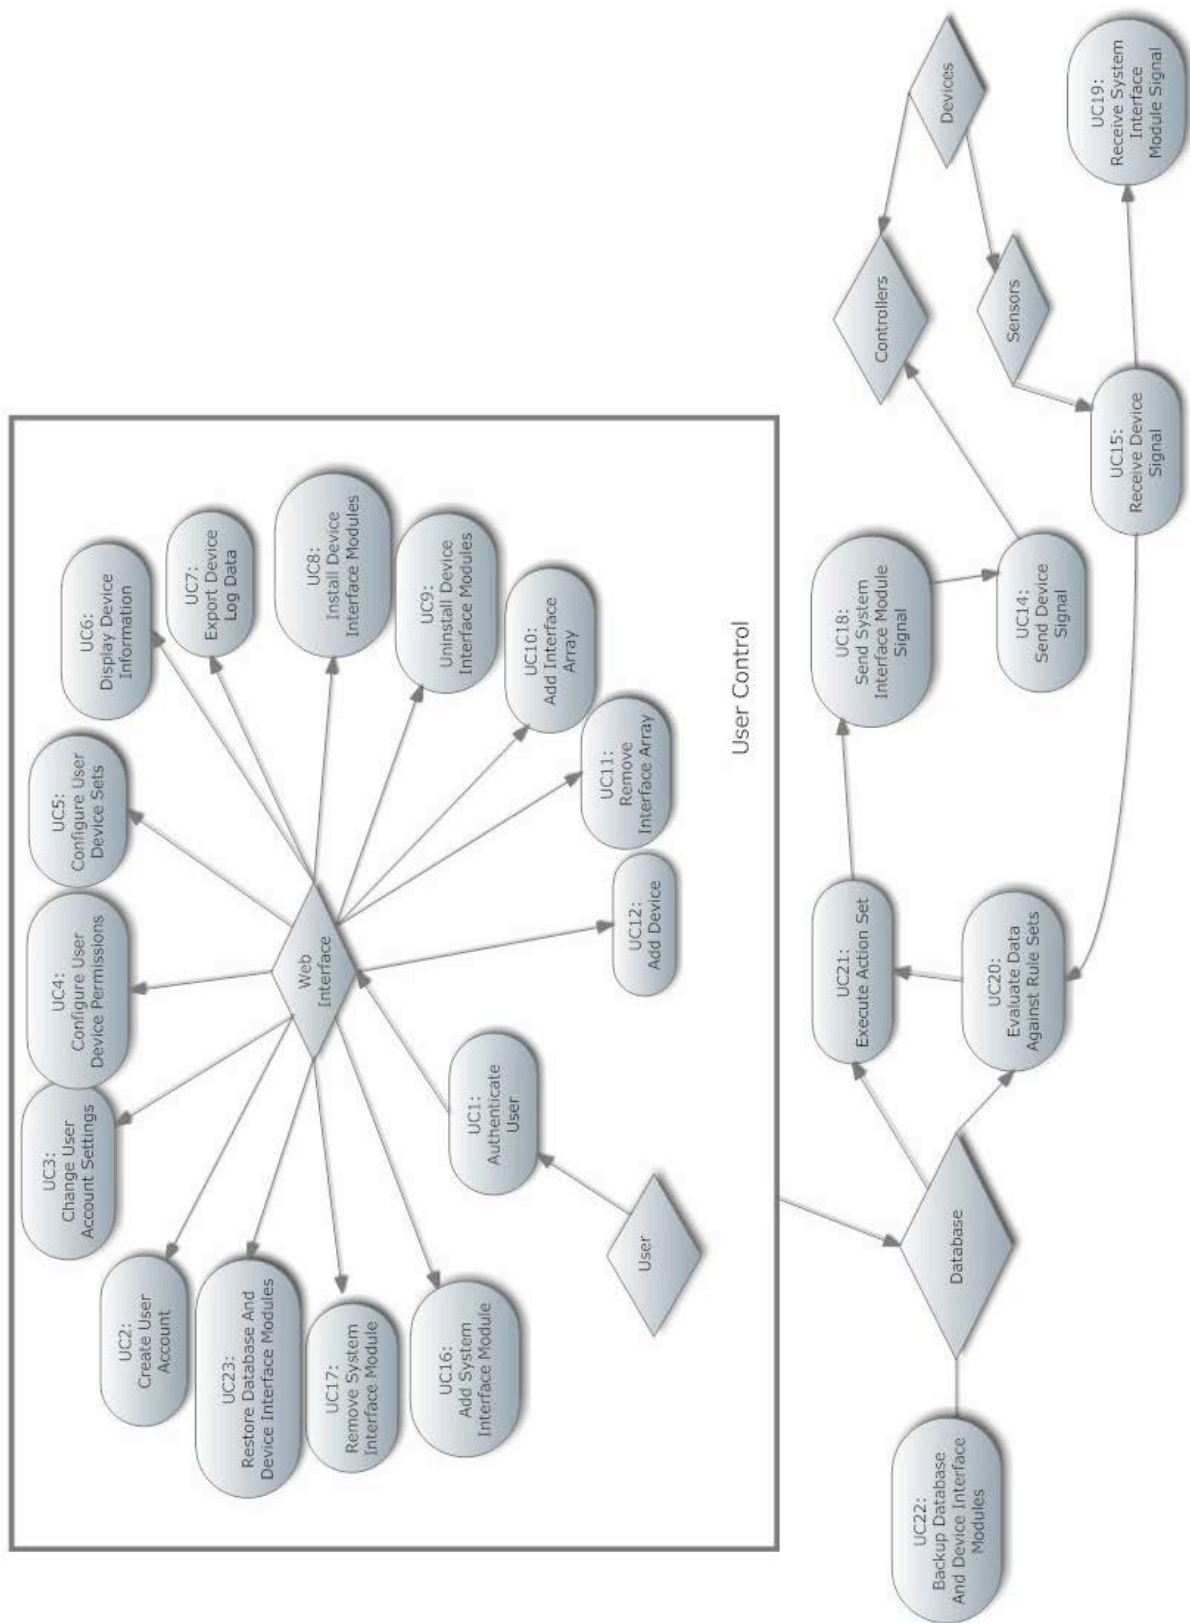 UC6:
Display Device
Information
UC7:
Export Device
Log Data
UC8:
Install Device
Interface Modules
UC9:
Uninstall Device
Interface Modules
UC10:
Add Interface
Array
UC11:
Remove
Interface Array
UC12:
Add Device
UC5:
Configure User
Device Sets
UC4:
Configure User
Device Permissions
UC3:
Change User
Account Settings
UC2:
Create User
Account
UC23:
Restore Database And
Device Interface Modules
UC17:
Remove System
Interface Module
UC16:
Add System
Interface Module
Web
Interface
UC1:
Authenticate
User
User
User Control
Devices
Controllers
Sensors
UC19:
Receive System
Interface
Module Signal
UC15:
Receive Device
Signal
UC18:
Send System
Interface Module
Signal
UC14:
Send Device
Signal
UC21:
Execute Action Set
UC20:
Evaluate Data
Against Rule Sets
Database
UC22:
Backup Database
And Device Interface
Modules